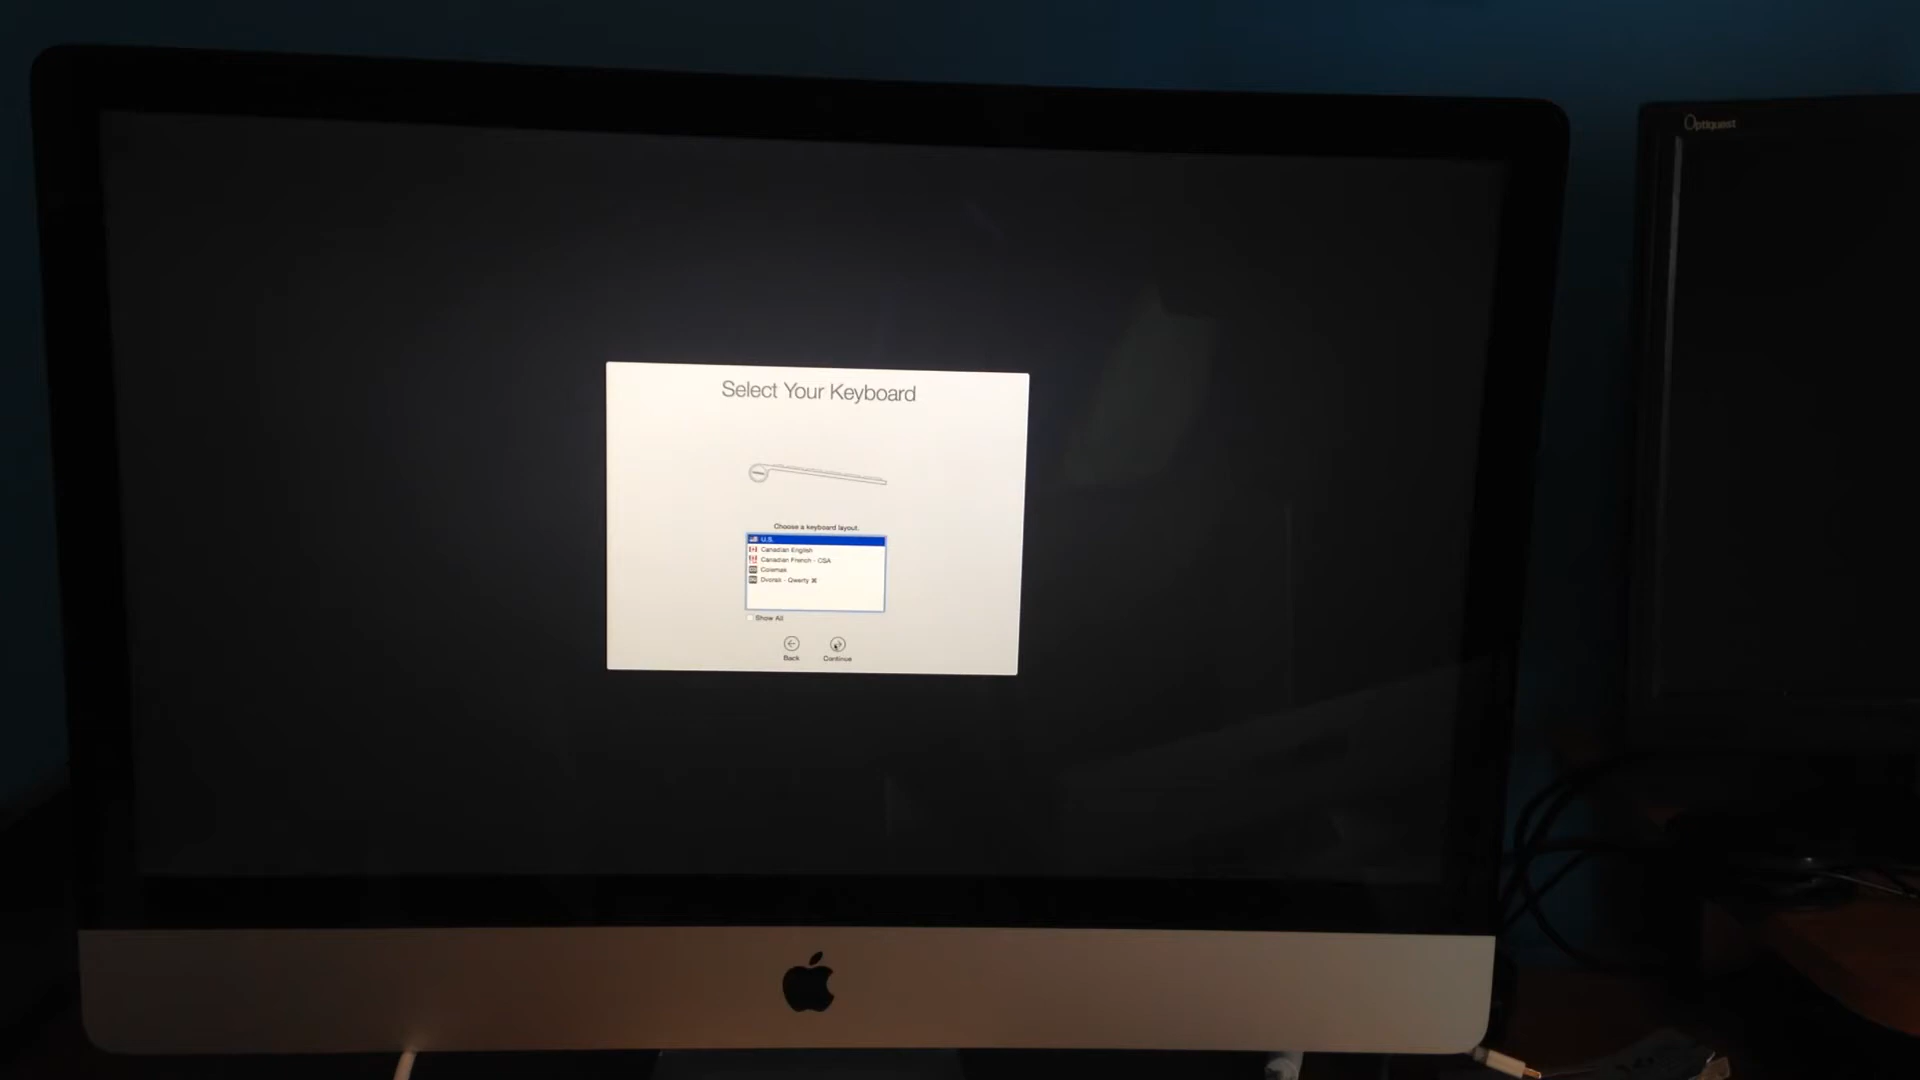 Optiquest
Select Your Keyboard
Choose a keyboard layout.
U.S.
Canadian English
Canadian French - CSA
Colemak
Dvorak - Qwerty ⌘
Show All
Back
Continue